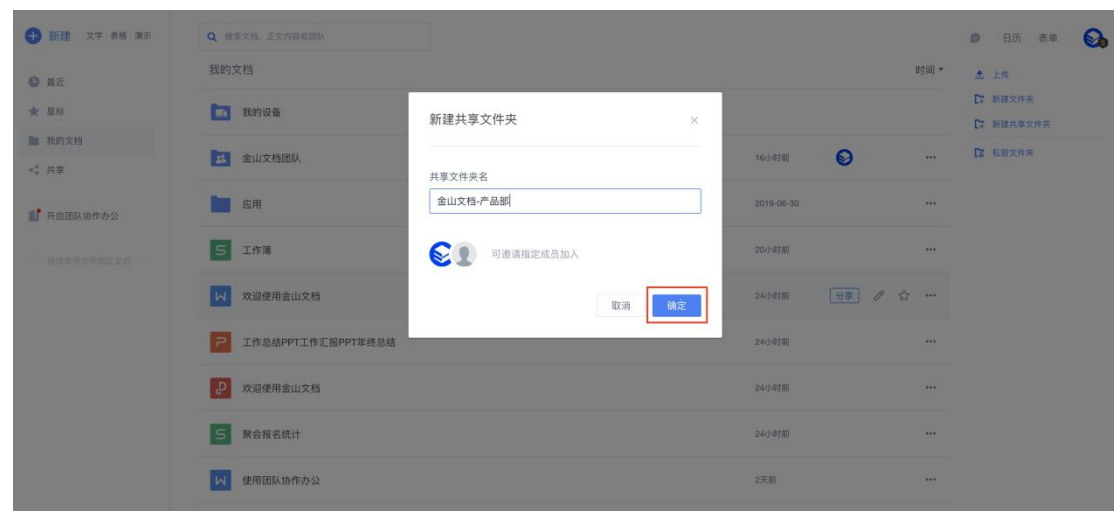 新建 文字 表格 演示
搜索文档、正文内容或团队
日历 表单
我的文档
时间
最近
星标
我的文档
共享
开启团队协作办公
上传
新建文件夹
新建共享文件夹
私密文件夹
我的设备
金山文档团队
16小时前
应用
2019-06-30
工作簿
20小时前
欢迎使用金山文档
24小时前
分享
工作总结PPT工作汇报PPT年终总结
24小时前
欢迎使用金山文档
24小时前
聚会报名统计
24小时前
使用团队协作办公
2天前
新建共享文件夹
共享文件夹名
金山文档-产品部
可邀请指定成员加入
取消
确定